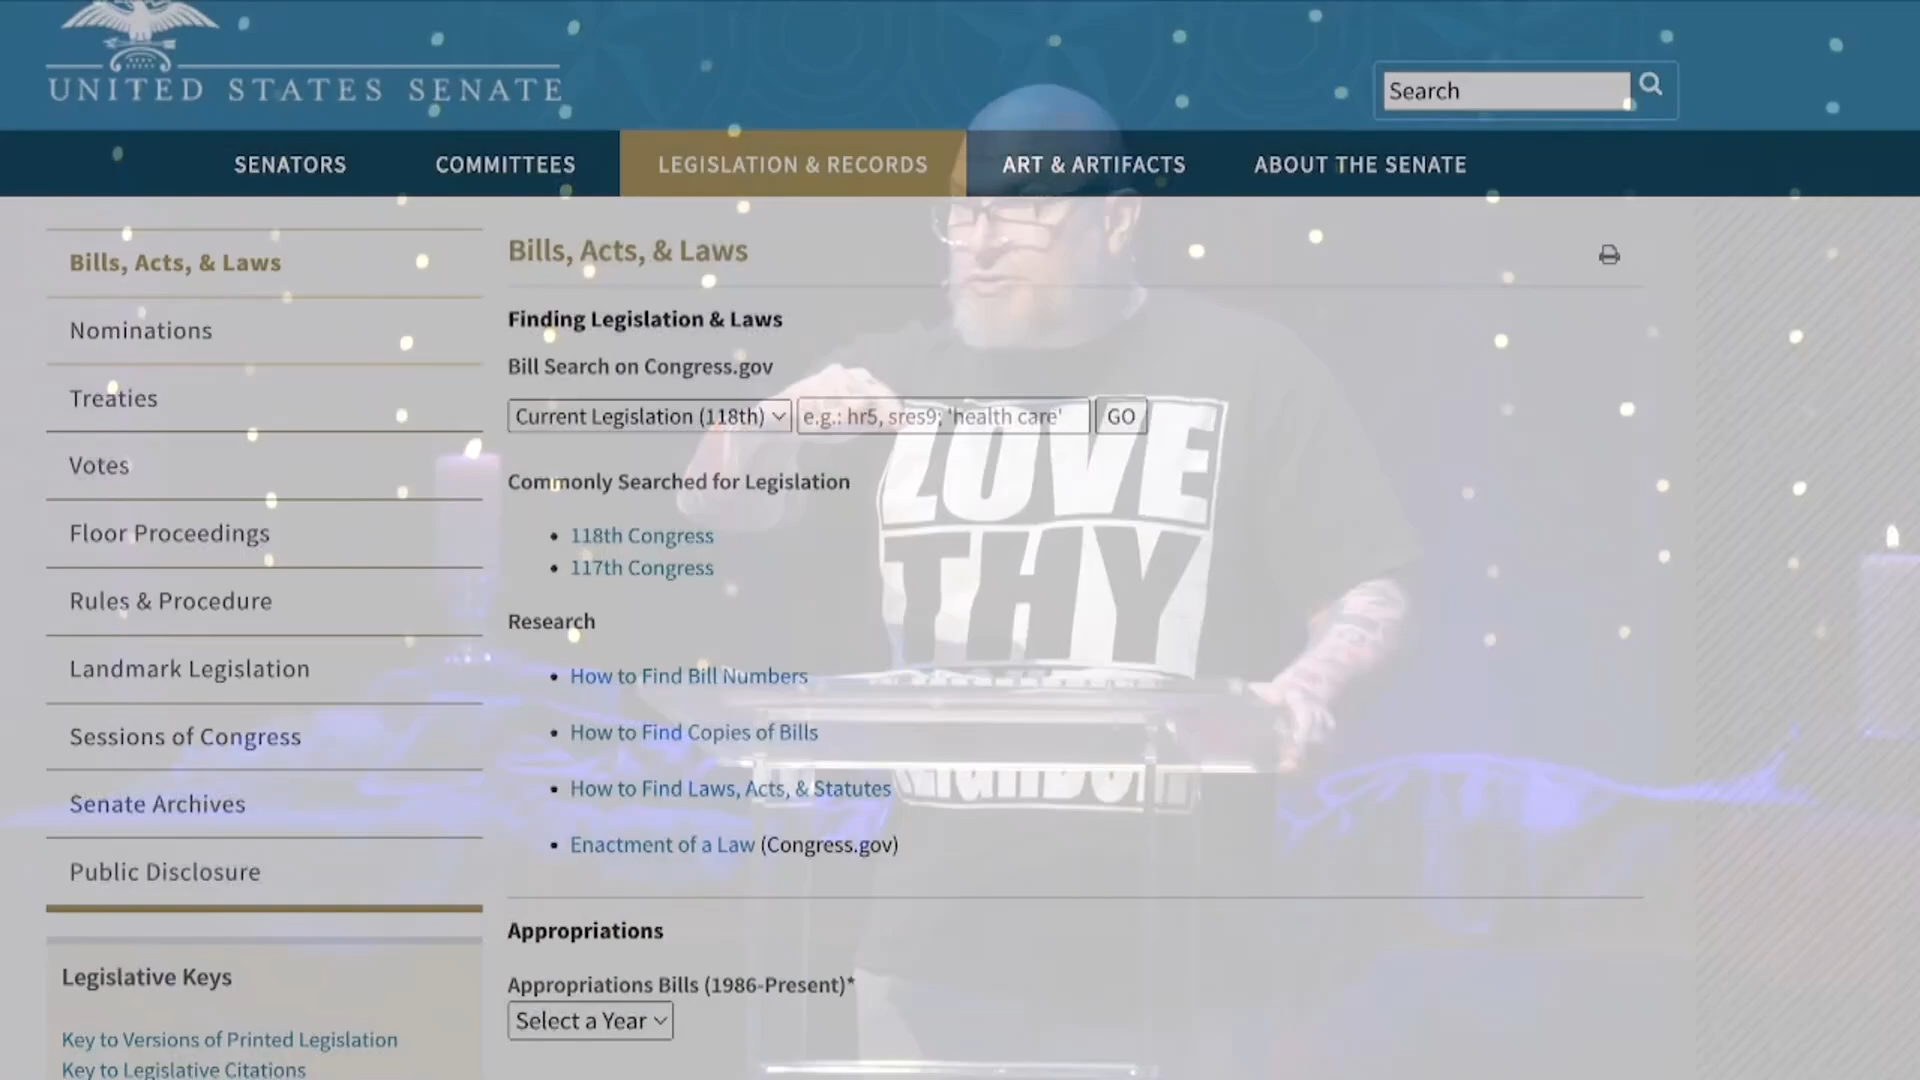 UNITED STATES SENATE
Search
SENATORS
COMMITTEES
LEGISLATION & RECORDS
ART & ARTIFACTS
ABOUT THE SENATE
Bills, Acts, & Laws
Nominations
Treaties
Votes
Floor Proceedings
Rules & Procedure
Landmark Legislation
Sessions of Congress
Senate Archives
Public Disclosure
Legislative Keys
Key to Versions of Printed Legislation
Key to Legislative Citations
Bills, Acts, & Laws
Finding Legislation & Laws
Bill Search on Congress.gov
Current Legislation (118th)
e.g.: hr5, sres9; 'health care'
GO
Commonly Searched for Legislation
• 118th Congress
• 117th Congress
Research
• How to Find Bill Numbers
• How to Find Copies of Bills
• How to Find Laws, Acts, & Statutes
• Enactment of a Law (Congress.gov)
Appropriations
Appropriations Bills (1986-Present)*
Select a Year
LOVE
THY